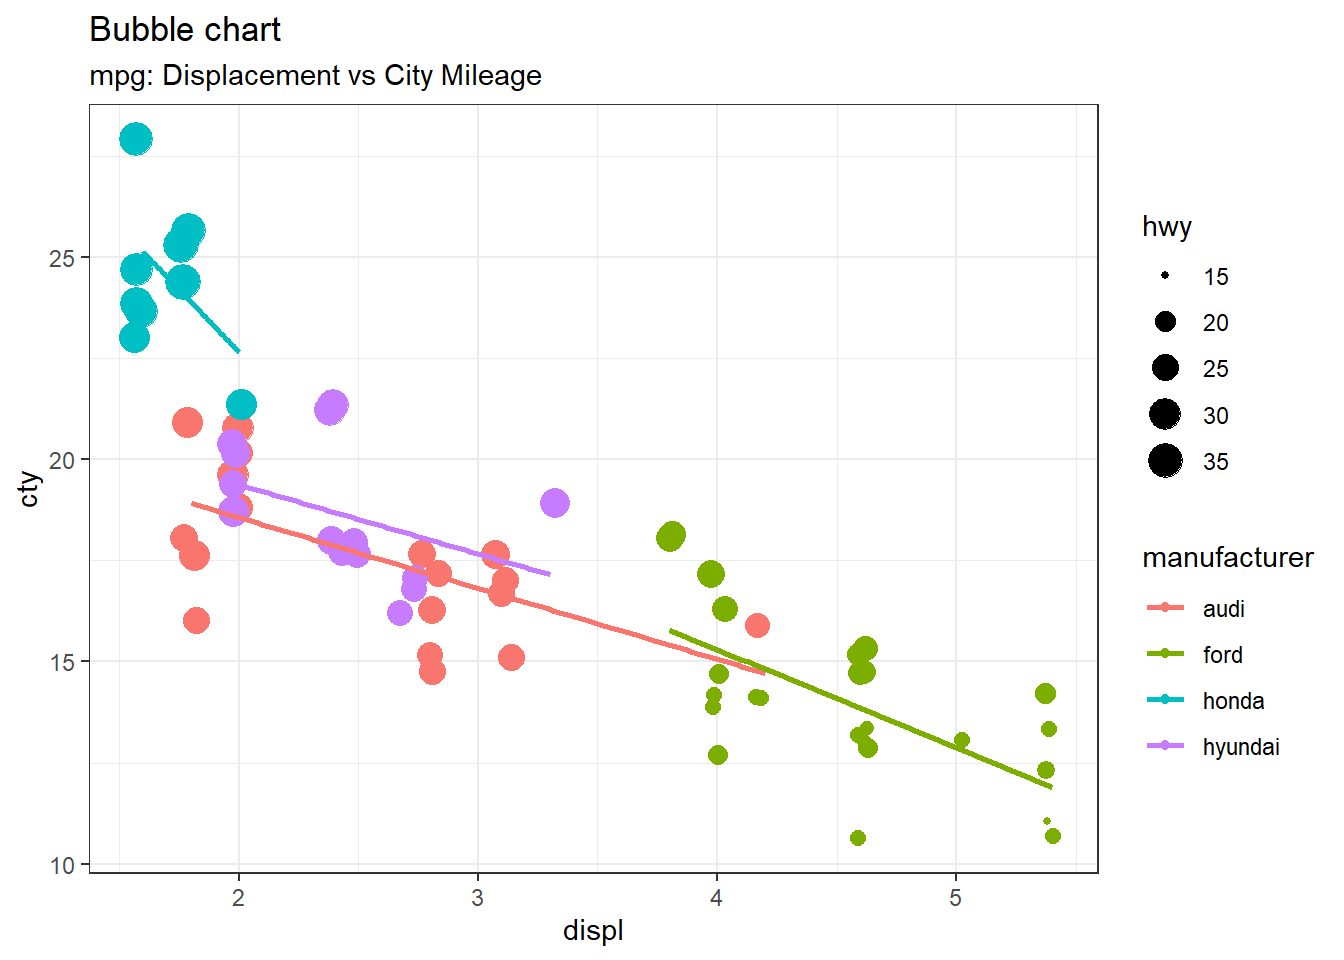 Bubble chart
mpg: Displacement vs City Mileage
25
20
15
10
cty
2
3
4
5
displ
hwy
15
20
25
30
35
manufacturer
audi
ford
honda
hyundai